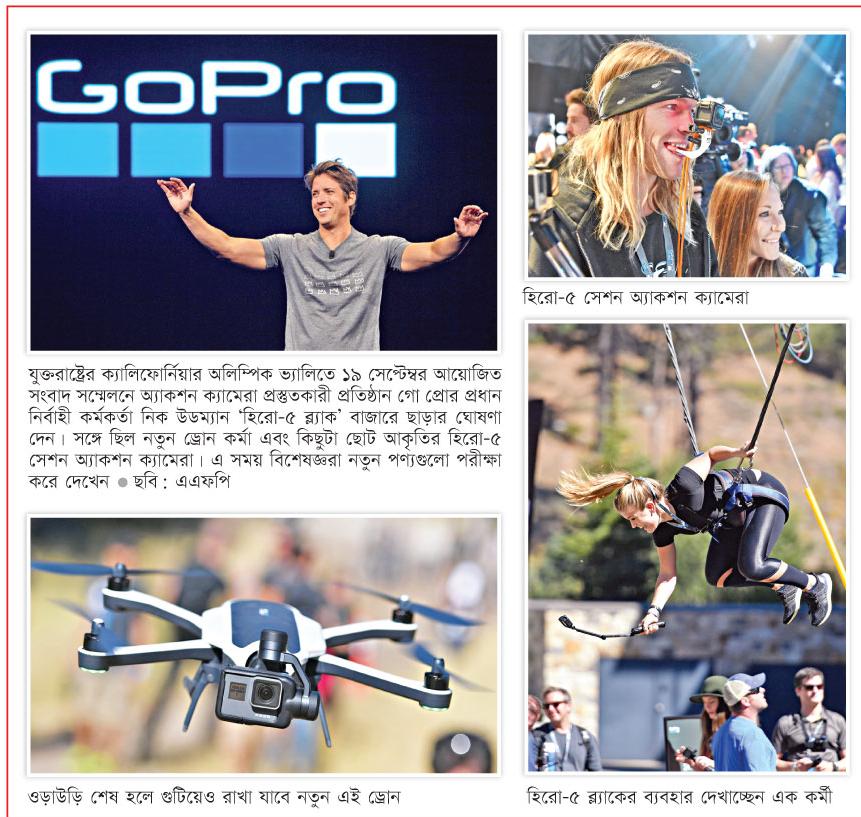 GoPro
যুক্তরাষ্ট্রের ক্যালিফোর্নিয়ার অলিম্পিক ভ্যালিতে ১৯ সেপ্টেম্বর আয়োজিত
সংবাদ সম্মেলনে অ্যাকশন ক্যামেরা প্রস্তুতকারী প্রতিষ্ঠান গো প্রোর প্রধান
নির্বাহী কর্মকর্তা নিক উডম্যান ‘হিরো-৫ ব্ল্যাক’ বাজারে ছাড়ার ঘোষণা
দেন। সঙ্গে ছিল নতুন ড্রোন কর্মা এবং কিছুটা ছোট আকৃতির হিরো-৫
সেশন অ্যাকশন ক্যামেরা। এ সময় বিশেষজ্ঞরা নতুন পণ্যগুলো পরীক্ষা
করে দেখেন ● ছবি : এএফপি
হিরো-৫ সেশন অ্যাকশন ক্যামেরা
ওড়াউড়ি শেষ হলে গুটিয়েও রাখা যাবে নতুন এই ড্রোন
হিরো-৫ ব্ল্যাকের ব্যবহার দেখাচ্ছেন এক কর্মী